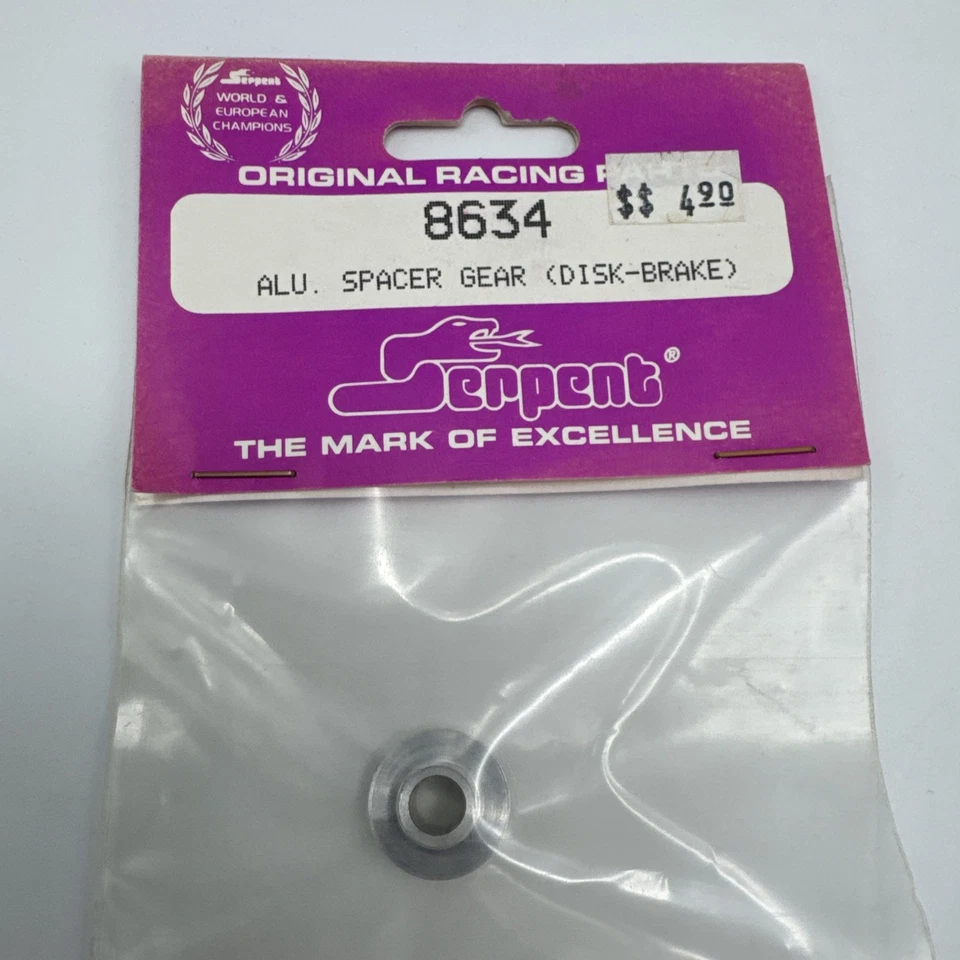 Serpent
WORLD &
EUROPEAN
CHAMPIONS
ORIGINAL RACING PARTS
$$ 4.90
8634
ALU. SPACER GEAR (DISK-BRAKE)
Serpent®
THE MARK OF EXCELLENCE